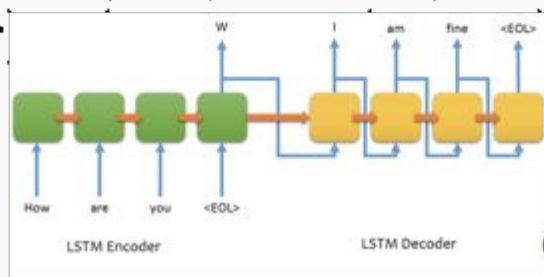 W I am fine <EOL>
How are you <EOL>
LSTM Encoder LSTM Decoder